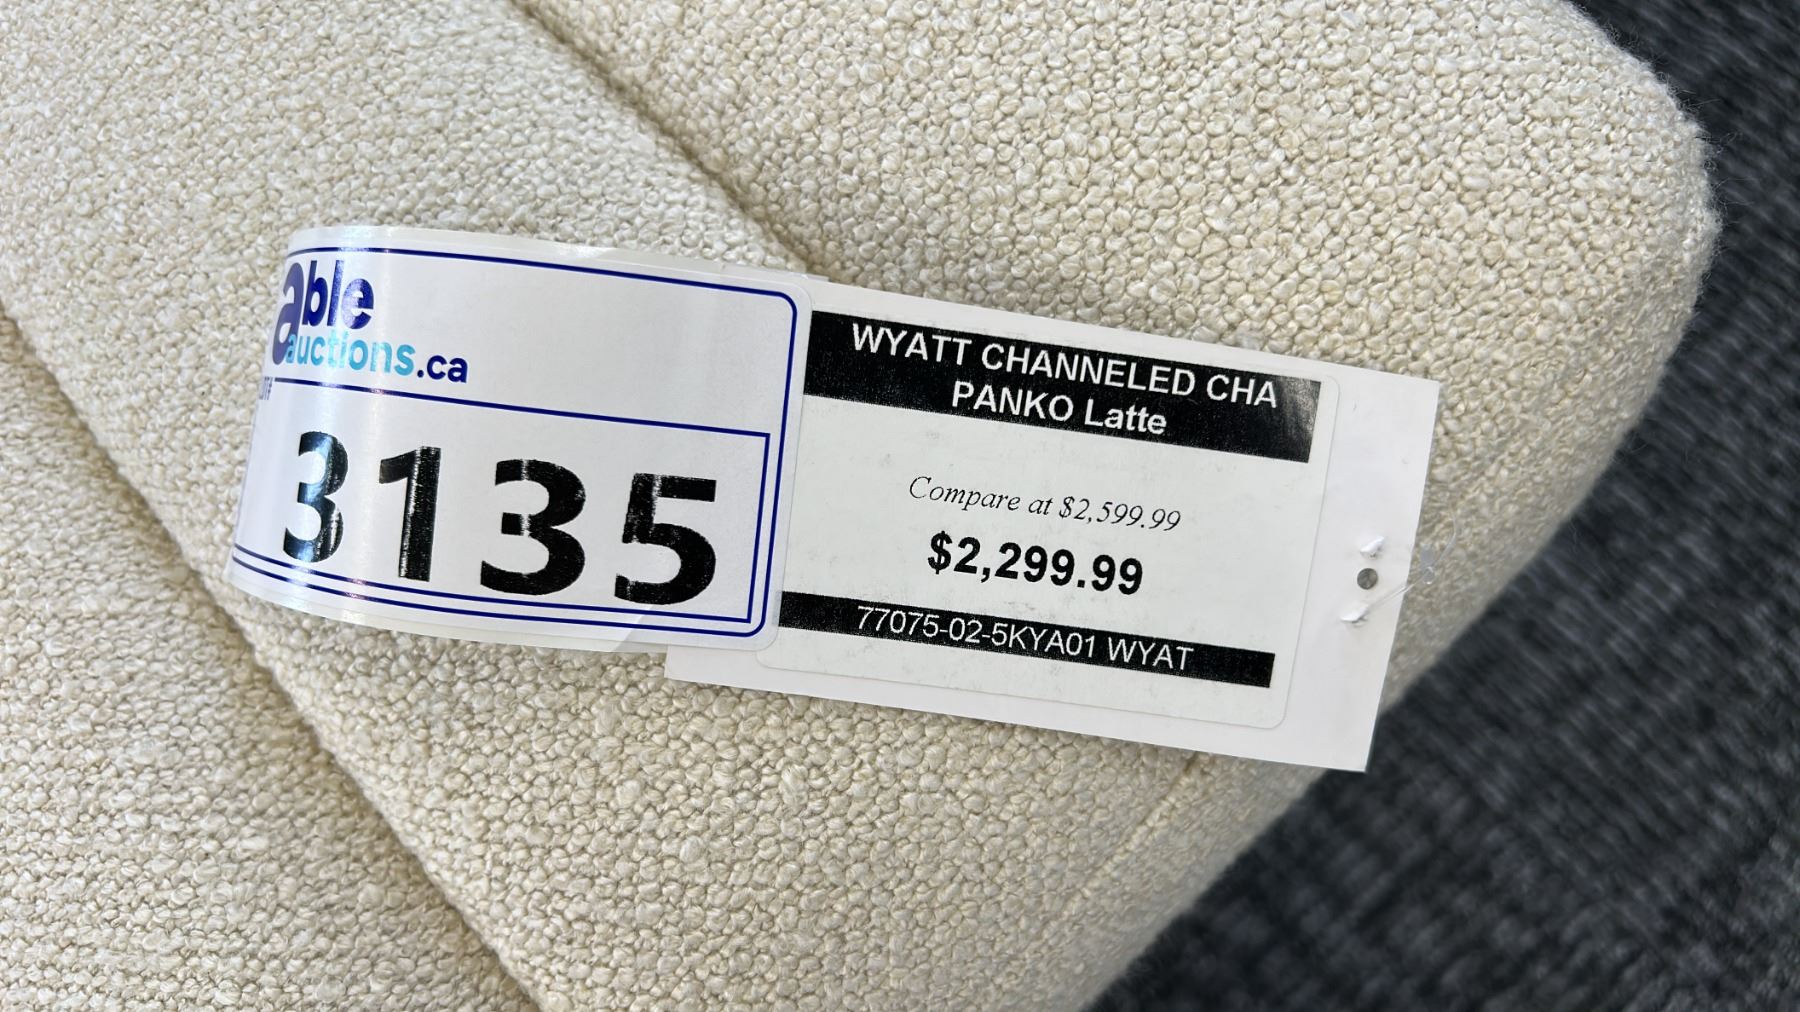 able
auctions.ca
LOT#
3135
WYATT CHANNELED CHA
PANKO Latte
Compare at $2,599.99
$2,299.99
77075-02-5KYA01 WYAT